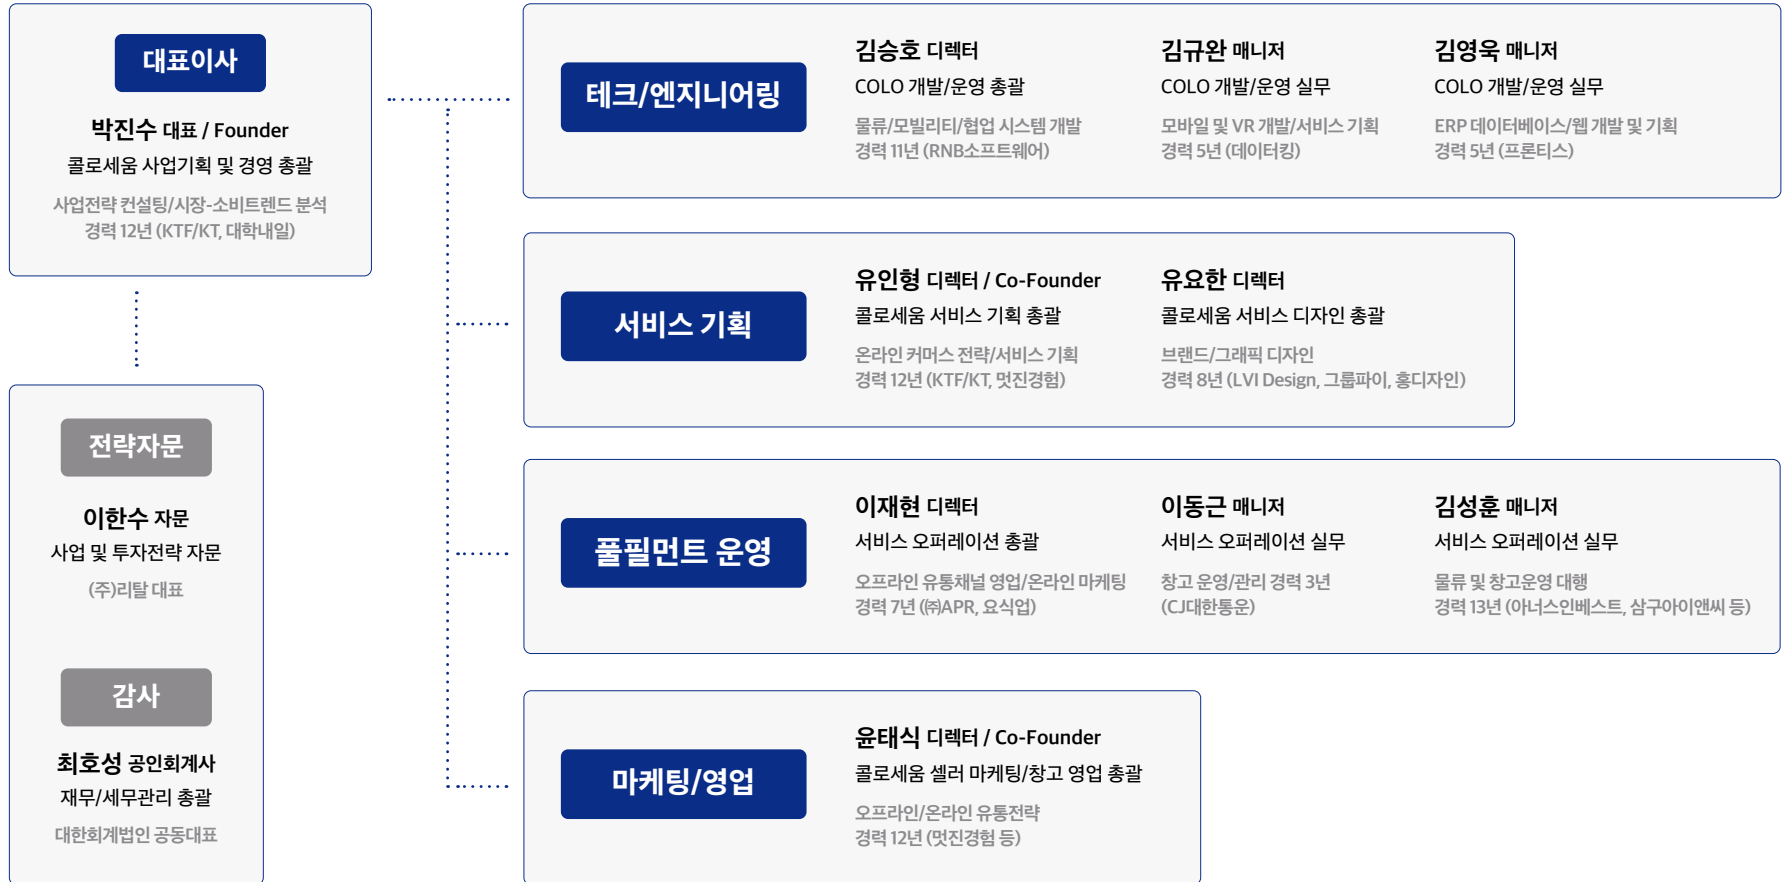 대표이사
박진수 대표 / Founder
콜로세움 사업기획 및 경영 총괄
사업전략 컨설팅/시장-소비트렌드 분석
경력 12년 (KTF/KT, 대학내일)
전략자문
이한수 자문
사업 및 투자전략 자문
(주)리탈 대표
감사
최호성 공인회계사
재무/세무관리 총괄
대한회계법인 공동대표
테크/엔지니어링
김승호 디렉터
COLO 개발/운영 총괄
물류/모빌리티/협업 시스템 개발
경력 11년 (RNB소프트웨어)
김규완 매니저
COLO 개발/운영 실무
모바일 및 VR 개발/서비스 기획
경력 5년 (데이터킹)
김영욱 매니저
COLO 개발/운영 실무
ERP 데이터베이스/웹 개발 및 기획
경력 5년 (프론티스)
서비스 기획
유인형 디렉터 / Co-Founder
콜로세움 서비스 기획 총괄
온라인 커머스 전략/서비스 기획
경력 12년 (KTF/KT, 멋진경험)
유요한 디렉터
콜로세움 서비스 디자인 총괄
브랜드/그래픽 디자인
경력 8년 (LVI Design, 그룹파이, 홍디자인)
풀필먼트 운영
이재현 디렉터
서비스 오퍼레이션 총괄
오프라인 유통채널 영업/온라인 마케팅
경력 7년 (㈜APR, 요식업)
이동근 매니저
서비스 오퍼레이션 실무
창고 운영/관리 경력 3년
(CJ대한통운)
김성훈 매니저
서비스 오퍼레이션 실무
물류 및 창고운영 대행
경력 13년 (아너스인베스트, 삼구아이앤씨 등)
마케팅/영업
윤태식 디렉터 / Co-Founder
콜로세움 셀러 마케팅/창고 영업 총괄
오프라인/온라인 유통전략
경력 12년 (멋진경험 등)